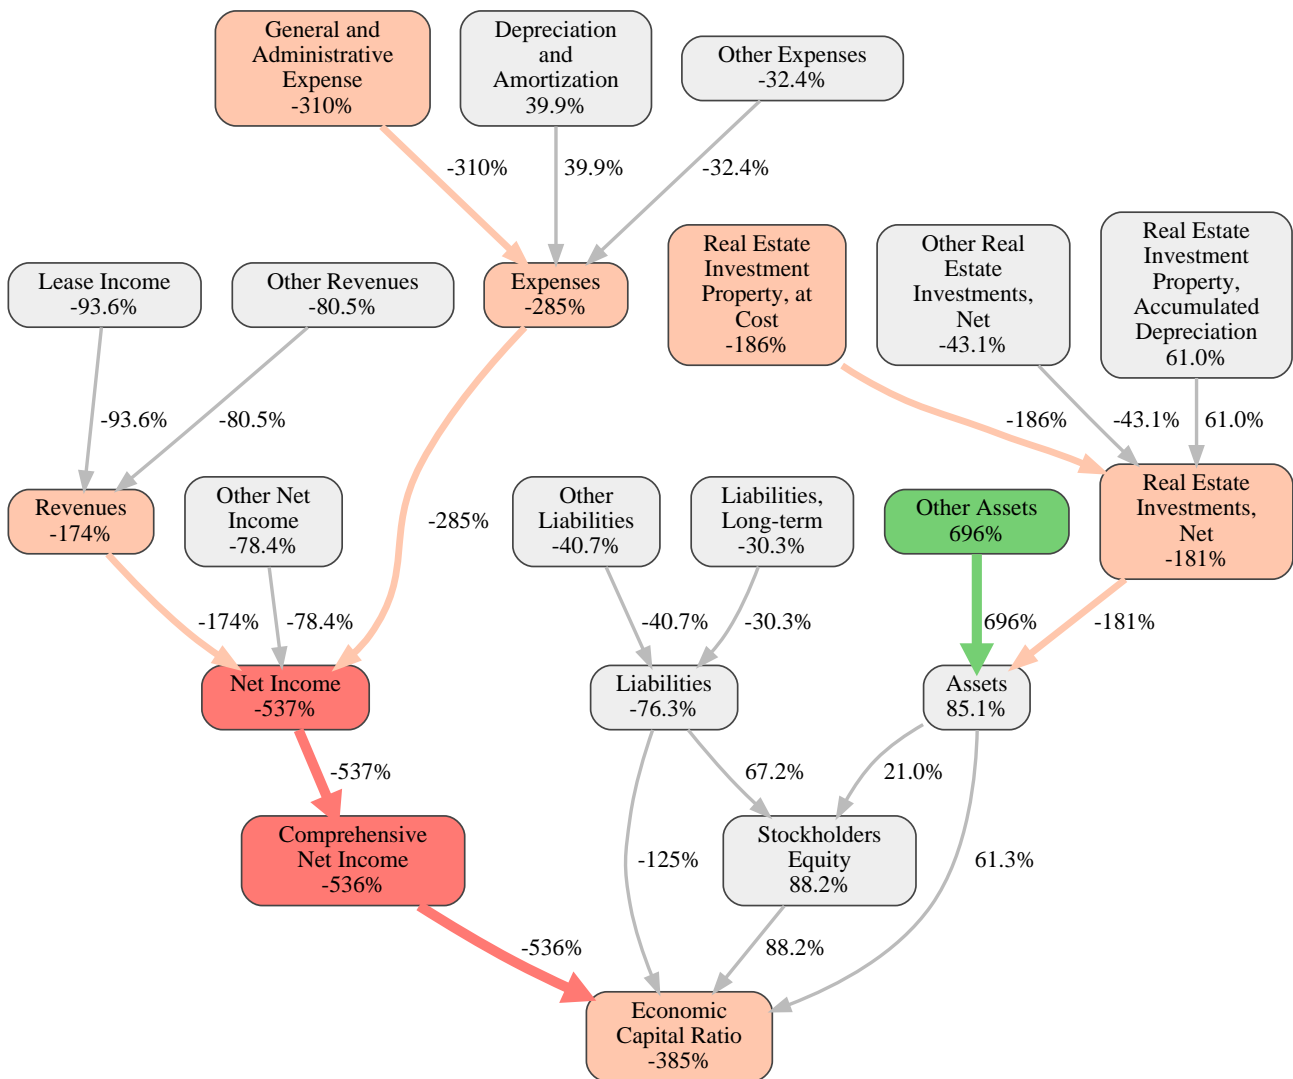 General and
Administrative
Expense
-310%
Depreciation
and
Amortization
39.9%
Other Expenses
-32.4%
-310%
39.9%
-32.4%
Lease Income
-93.6%
Other Revenues
-80.5%
Expenses
-285%
Real Estate
Investment
Property, at
Cost
-186%
Other Real
Estate
Investments,
Net
-43.1%
Real Estate
Investment
Property,
Accumulated
Depreciation
61.0%
-93.6%
-80.5%
-186%
-43.1%
61.0%
Revenues
-174%
Other Net
Income
-78.4%
-285%
Other
Liabilities
-40.7%
Liabilities,
Long-term
-30.3%
Other Assets
696%
Real Estate
Investments,
Net
-181%
-174%
-78.4%
-40.7%
-30.3%
696%
-181%
Net Income
-537%
Liabilities
-76.3%
Assets
85.1%
-537%
67.2%
21.0%
Comprehensive
Net Income
-536%
-125%
Stockholders
Equity
88.2%
61.3%
-536%
88.2%
Economic
Capital Ratio
-385%